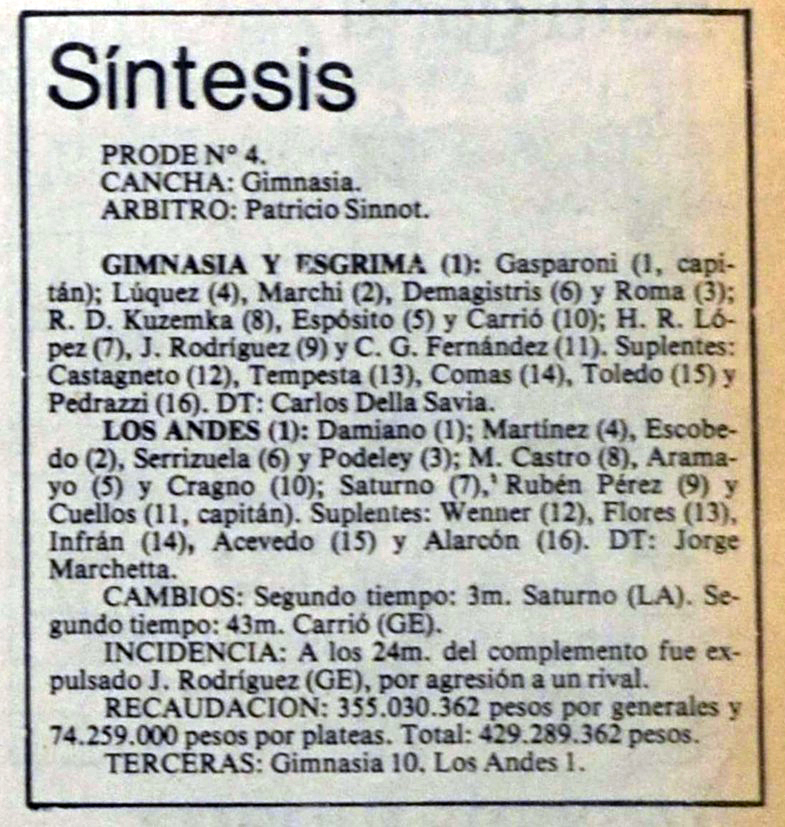 Síntesis
PRODE Nº 4.
CANCHA: Gimnasia.
ARBITRO: Patricio Sinnot.
GIMNASIA Y ESGRIMA (1): Gasparoni (1, capi-
tán); Lúquez (4), Marchi (2), Demagistris (6) y Roma (3);
R. D. Kuzemka (8), Espósito (5) y Carrió (10); H. R. Ló-
pez (7), J. Rodríguez (9) y C. G. Fernández (11). Suplentes:
Castagneto (12), Tempesta (13), Comas (14), Toledo (15) y
Pedrazzi (16). DT: Carlos Della Savia.
LOS ANDES (1): Damiano (1); Martínez (4), Escobe-
do (2), Serrizuela (6) y Podeley (3); M. Castro (8), Arama-
yo (5) y Cragno (10); Saturno (7), Rubén Pérez (9) y
Cuellos (11, capitán). Suplentes: Wenner (12), Flores (13),
Infrán (14), Acevedo (15) y Alarcón (16). DT: Jorge
Marchetta.
CAMBIOS: Segundo tiempo: 3m. Saturno (LA). Se-
gundo tiempo: 43m. Carrió (GE).
INCIDENCIA: A los 24m. del complemento fue ex-
pulsado J. Rodríguez (GE), por agresión a un rival.
RECAUDACION: 355.030.362 pesos por generales y
74.259.000 pesos por plateas. Total: 429.289.362 pesos.
TERCERAS: Gimnasia 10, Los Andes 1.